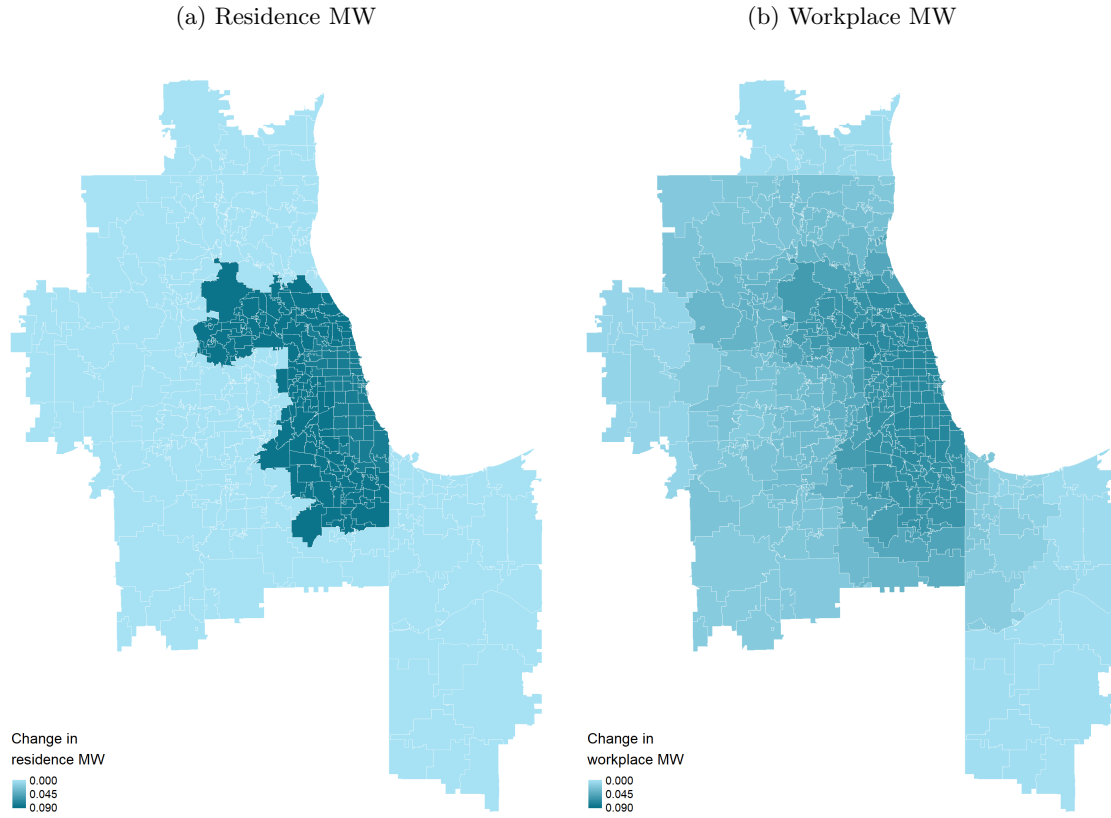 (a) Residence MW
(b) Workplace MW
Change in
residence MW
0.000
0.045
0.090
Change in
workplace MW
0.000
0.045
0.090